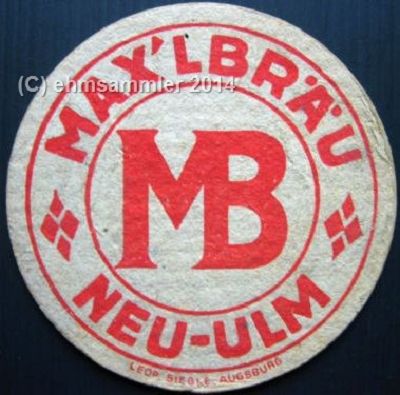 (C) ehmsammler 2014
MAX'LBRÄU
MB
NEU-ULM
LEOP. SIEGLE, AUGSBURG